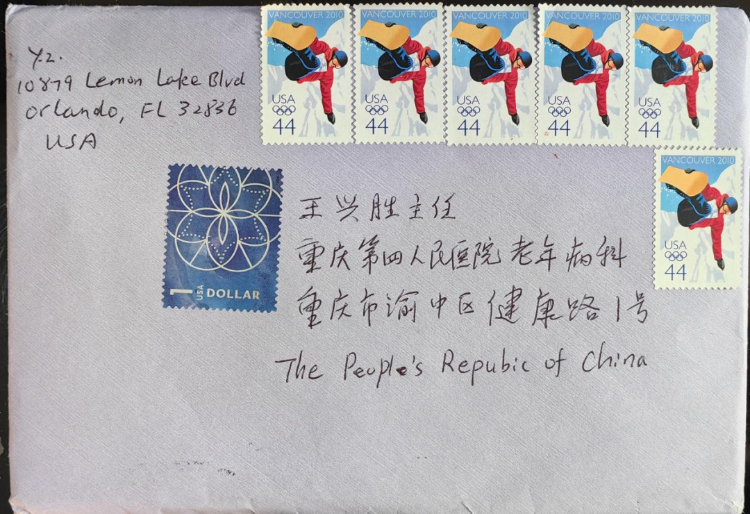 Y.Z.
10879 Lemon Lake Blvd
Orlando, FL 32836
USA
VANCOUVER 2010
USA
44
VANCOUVER 2010
USA
44
VANCOUVER 2010
USA
44
VANCOUVER 2010
USA
44
VANCOUVER 2010
USA
44
VANCOUVER 2010
USA
44
1 USA DOLLAR
王兴胜主任
重庆第四人民医院老年病科
重庆市渝中区健康路1号
The People's Repubic of China